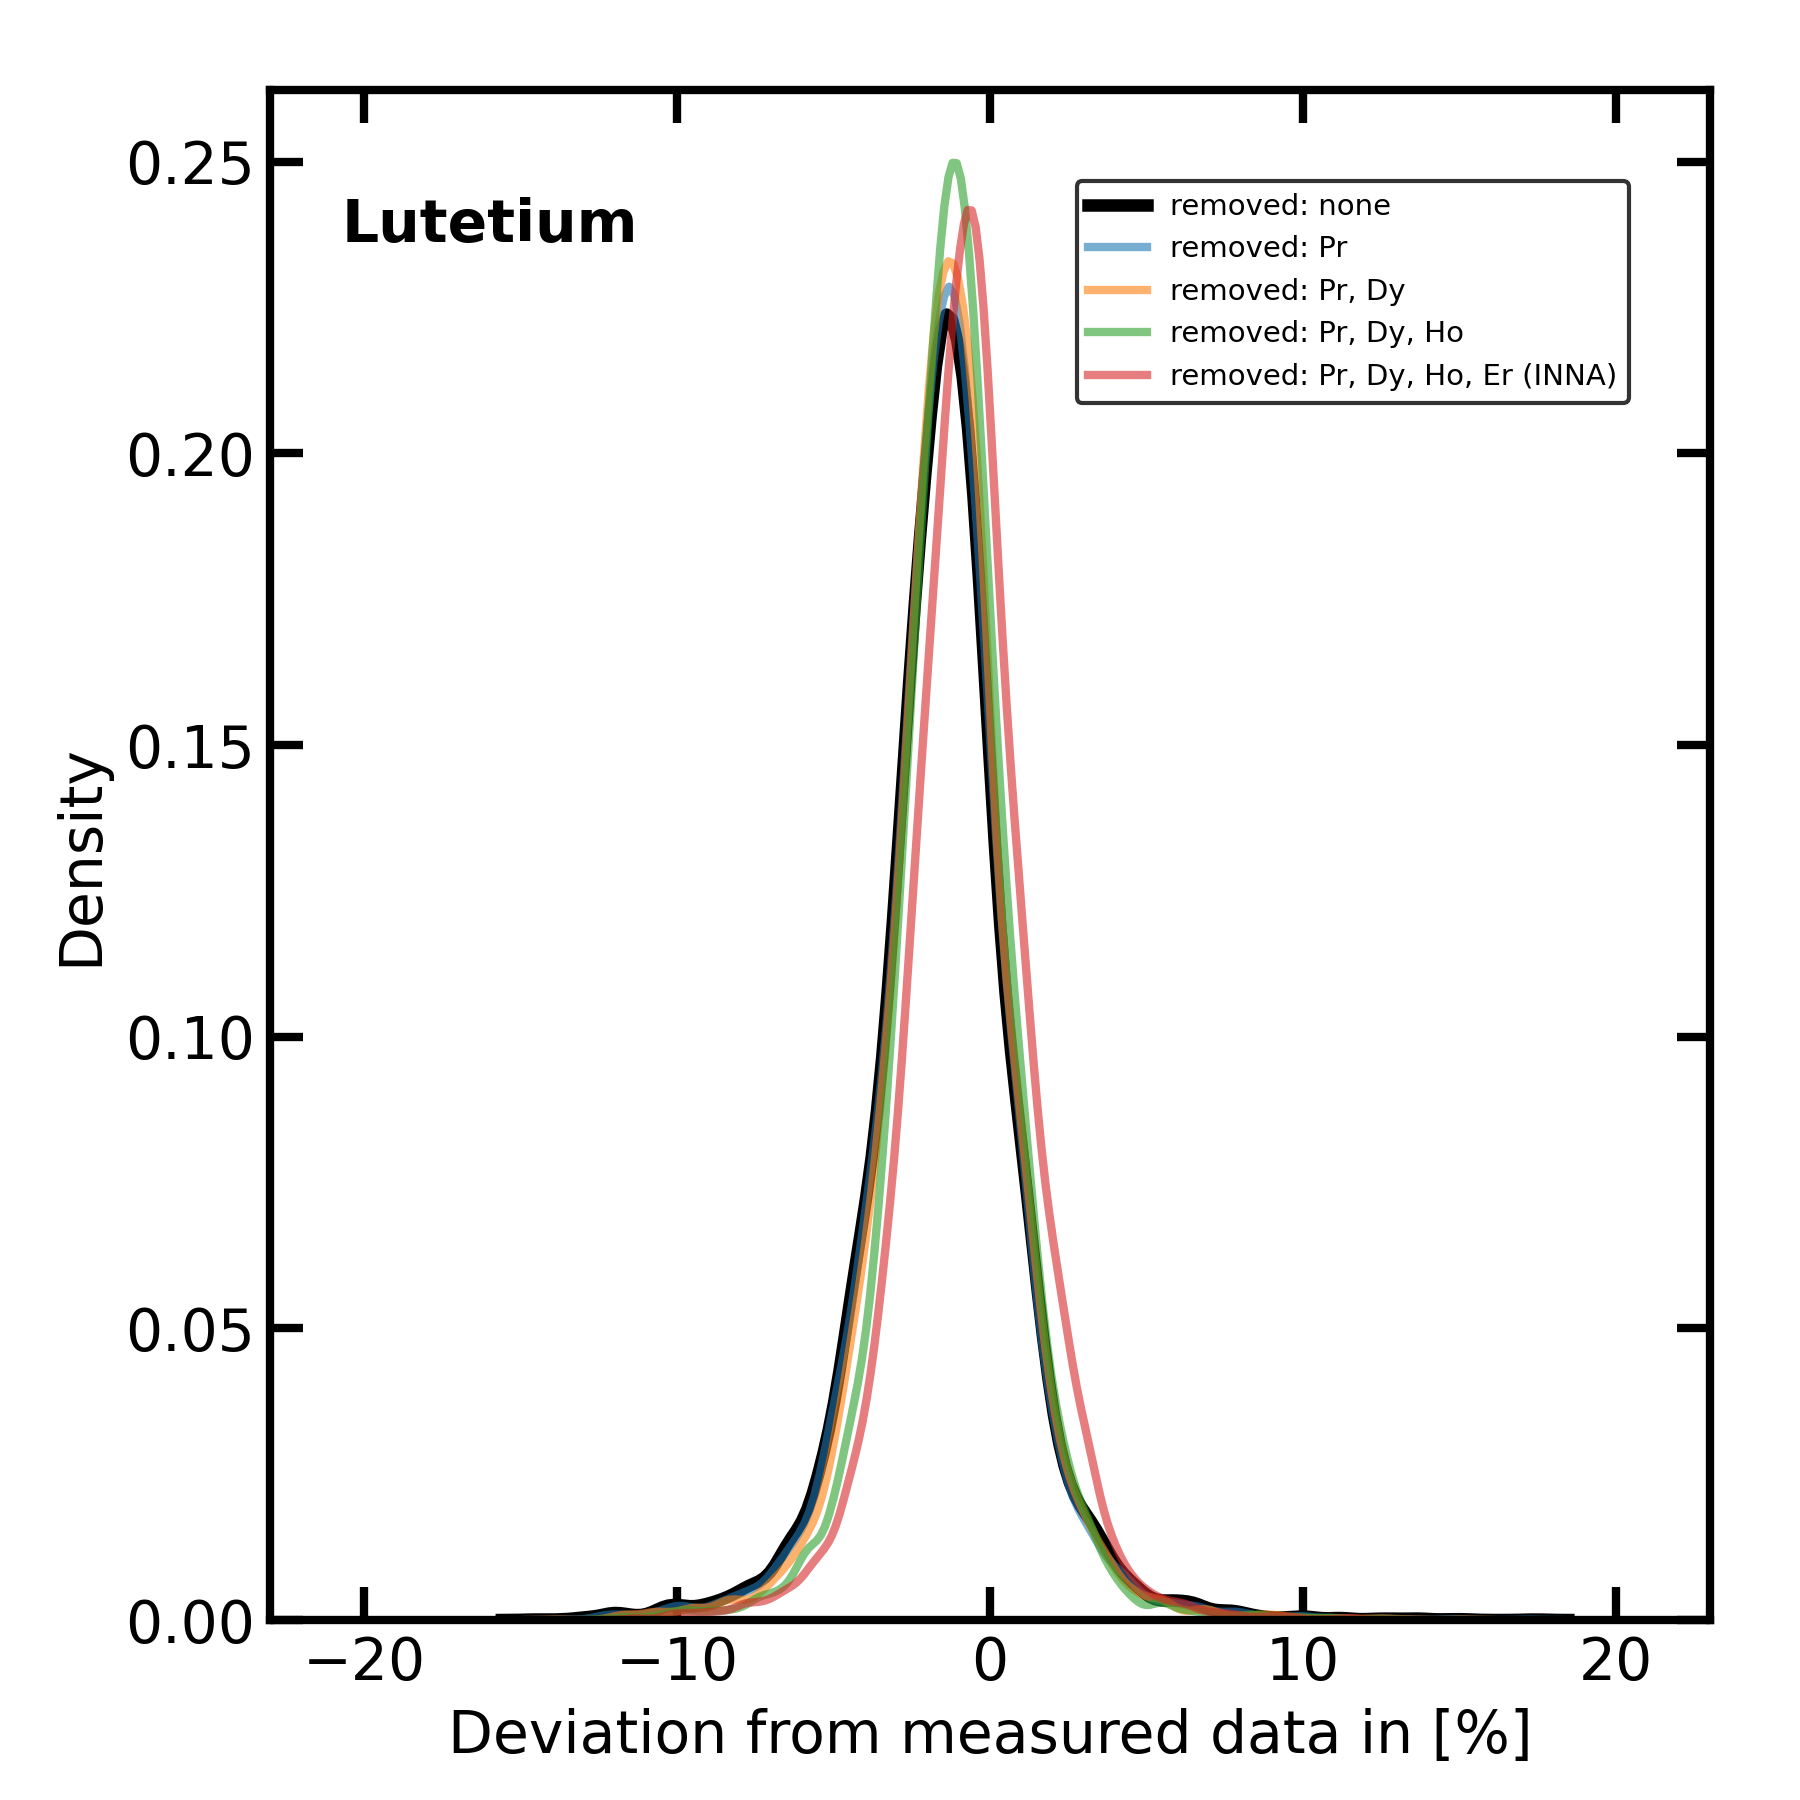 Lutetium
removed: none
removed: Pr
removed: Pr, Dy
removed: Pr, Dy, Ho
removed: Pr, Dy, Ho, Er (INNA)
0.25
0.20
0.15
0.10
0.05
0.00
Density
−20 −10 0 10 20
Deviation from measured data in [%]